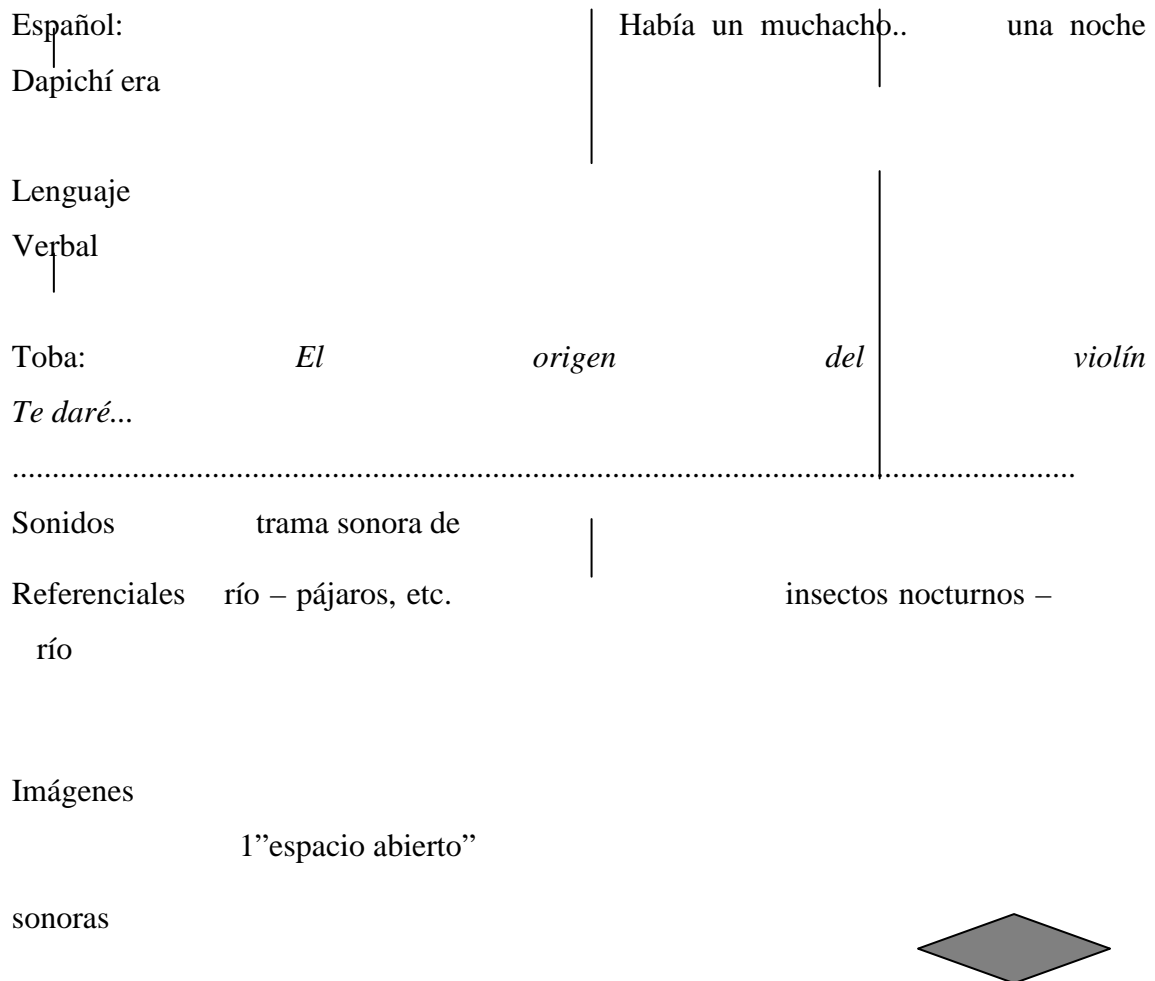 Español: Había un muchacho.. una noche
Dapichí era
Lenguaje
Verbal
Toba: El origen del violín
Te daré...
....................................................................................................................................
Sonidos trama sonora de
Referenciales río – pájaros, etc. insectos nocturnos –
río
Imágenes
1”espacio abierto”
sonoras